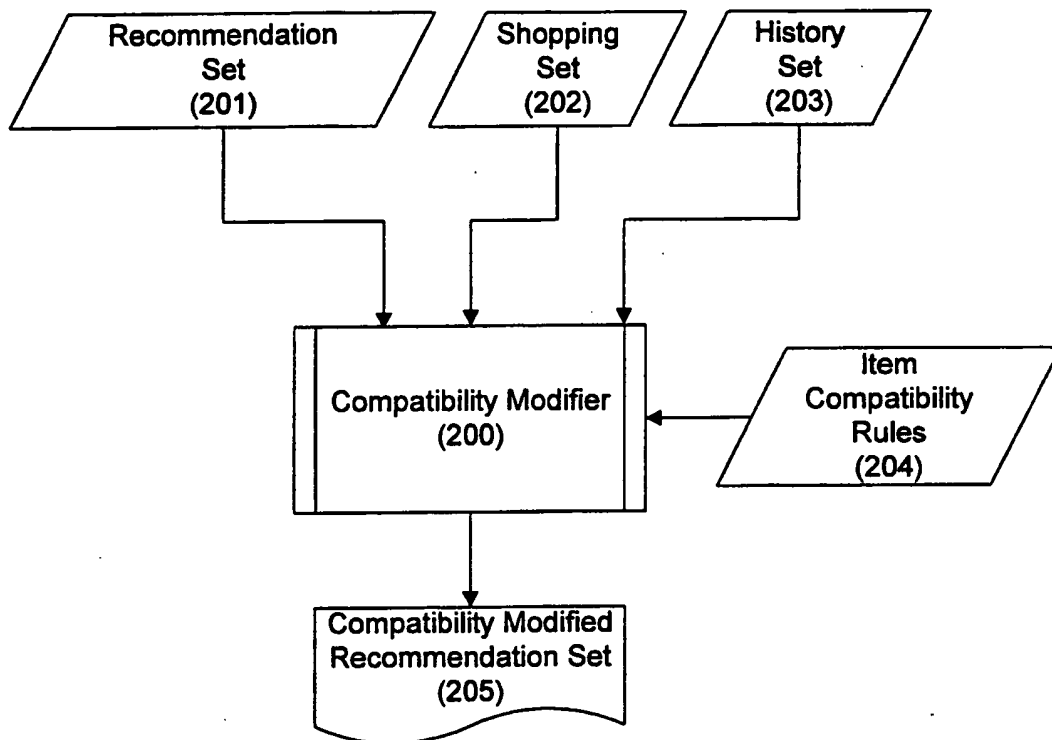 Recommendation
Set
(201)
Shopping
Set
(202)
History
Set
(203)
Compatibility Modifier
(200)
Item
Compatibility
Rules
(204)
Compatibility Modified
Recommendation Set
(205)